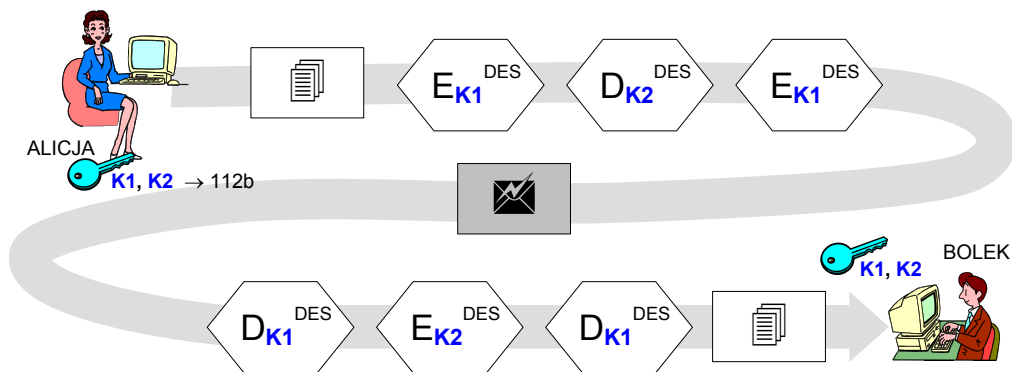 E K1 DES D K2 DES E K1 DES
ALICJA
K1, K2 → 112b
BOLEK
K1, K2
D K1 DES E K2 DES D K1 DES